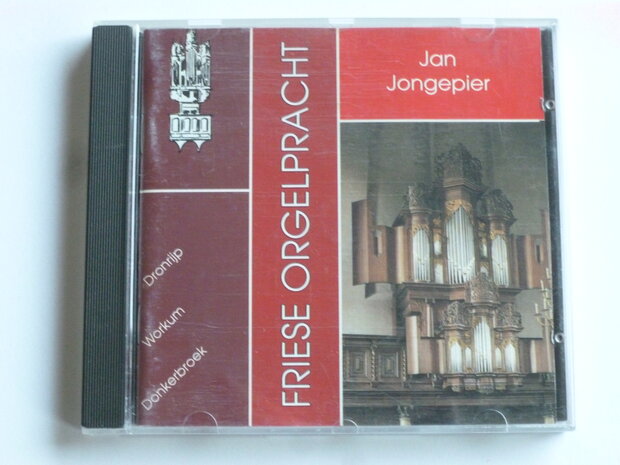 Jan
Jongepier
FRIESE ORGELPRACHT
Dronrijp
Workum
Donkerbroek